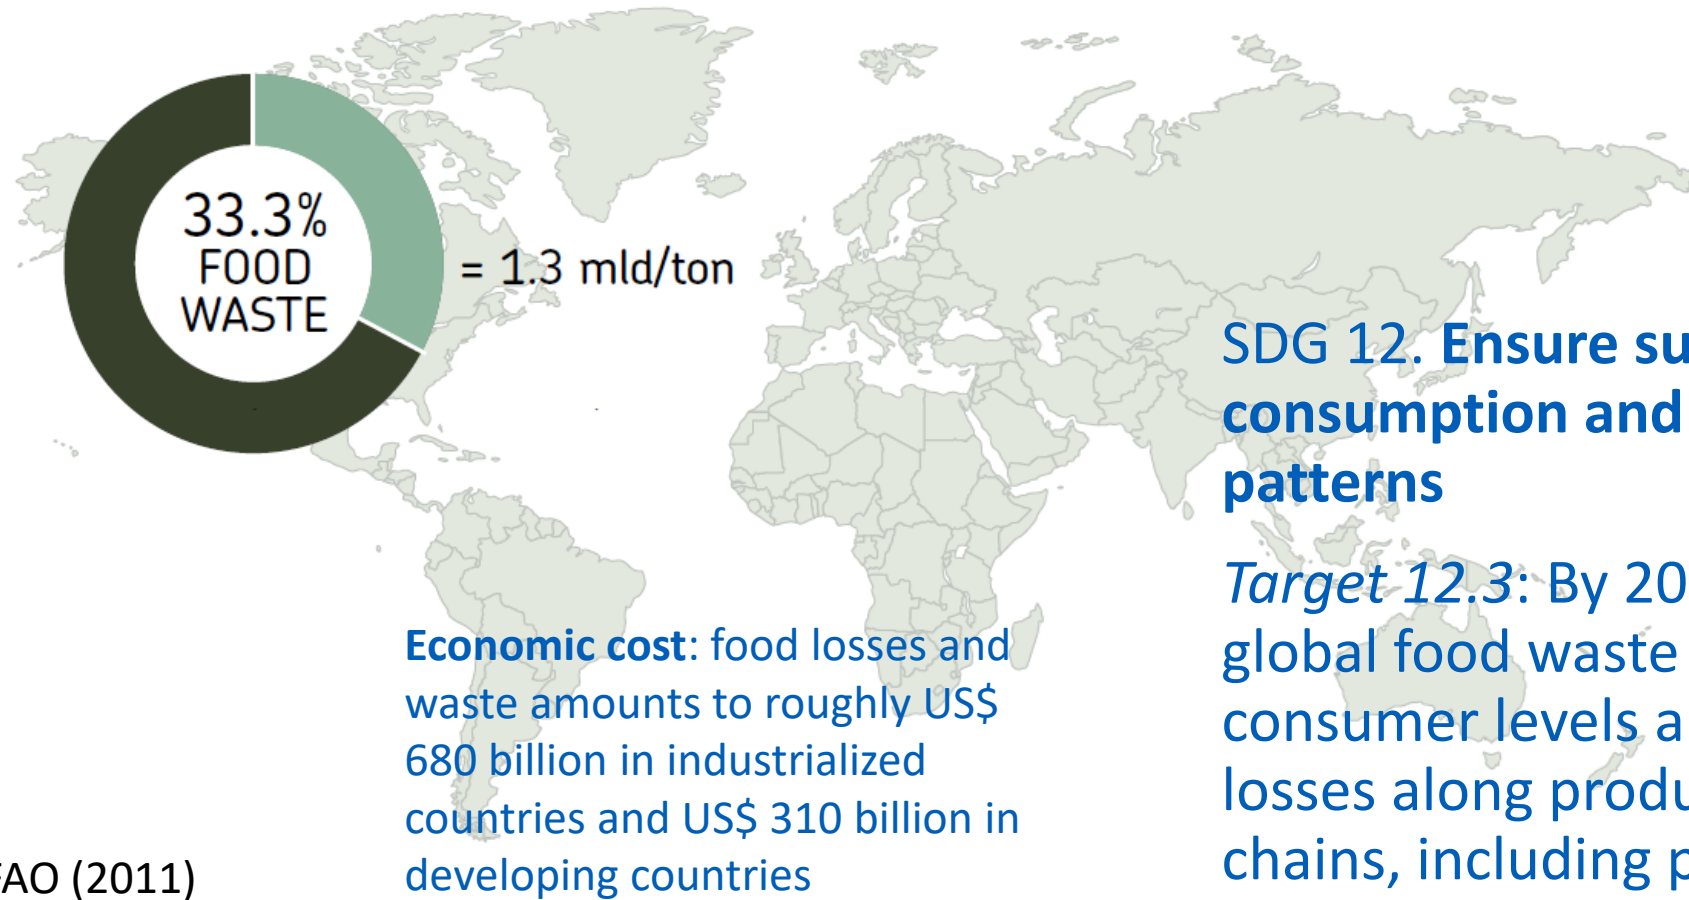 33.3%
FOOD
WASTE
= 1.3 mld/ton
SDG 12. Ensure su
consumption and
patterns
Target 12.3: By 20
global food waste
consumer levels a
losses along produ
chains, including p
Economic cost: food losses and
waste amounts to roughly US$
680 billion in industrialized
countries and US$ 310 billion in
developing countries
FAO (2011)